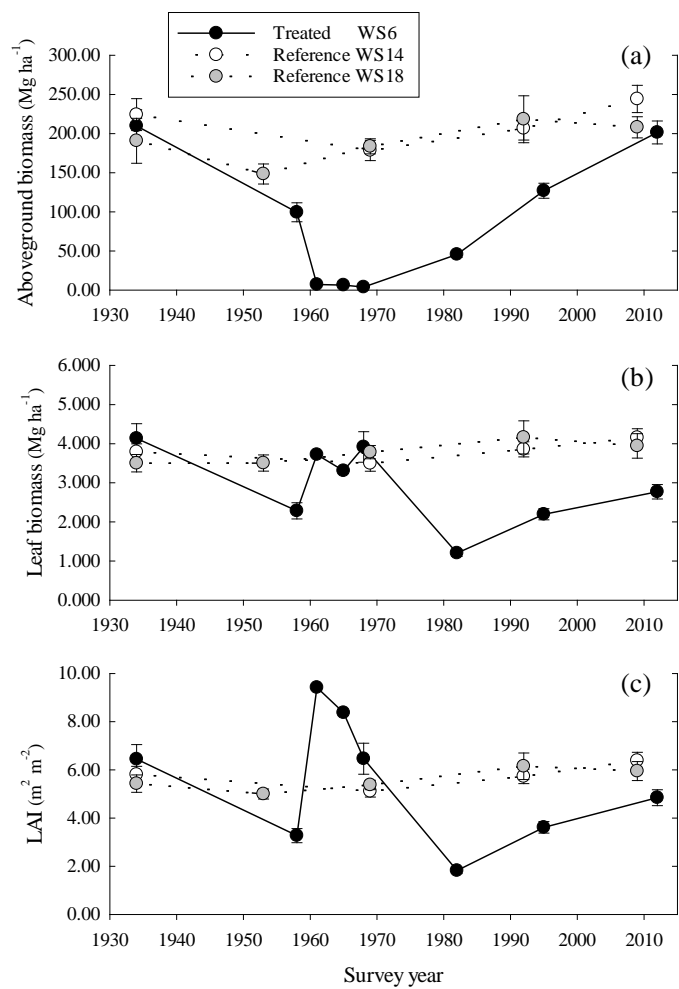 Treated WS6
Reference WS14
Reference WS18
(a)
Aboveground biomass (Mg ha⁻¹)
300.00
250.00
200.00
150.00
100.00
50.00
0.00
1930 1940 1950 1960 1970 1980 1990 2000 2010
(b)
Leaf biomass (Mg ha⁻¹)
6.000
5.000
4.000
3.000
2.000
1.000
0.000
1930 1940 1950 1960 1970 1980 1990 2000 2010
(c)
LAI (m² m⁻²)
10.00
8.00
6.00
4.00
2.00
0.00
1930 1940 1950 1960 1970 1980 1990 2000 2010
Survey year